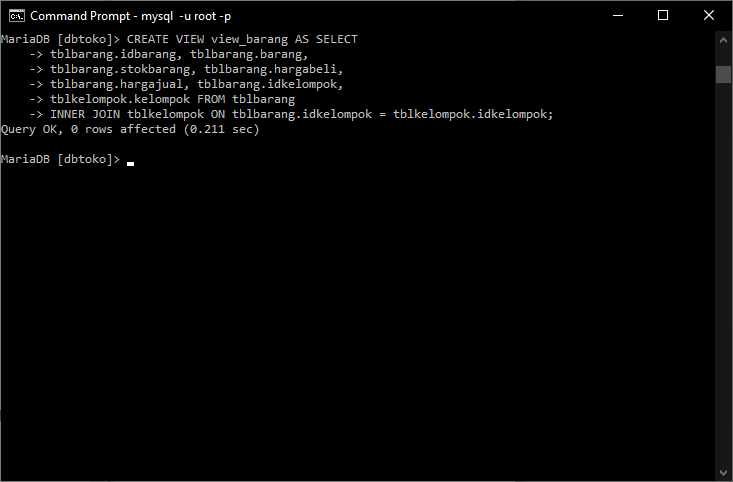 Command Prompt - mysql -u root -p
MariaDB [dbtoko]> CREATE VIEW view_barang AS SELECT
    -> tblbarang.idbarang, tblbarang.barang,
    -> tblbarang.stokbarang, tblbarang.hargabeli,
    -> tblbarang.hargajual, tblbarang.idkelompok,
    -> tblkelompok.kelompok FROM tblbarang
    -> INNER JOIN tblkelompok ON tblbarang.idkelompok = tblkelompok.idkelompok;
Query OK, 0 rows affected (0.211 sec)
MariaDB [dbtoko]>